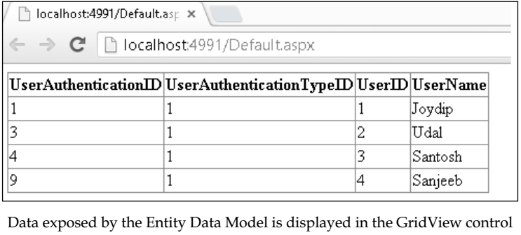 localhost:4991/Default.asp
localhost:4991/Default.aspx
UserAuthenticationID UserAuthenticationTypeID UserID UserName
1 1 1 Joydip
3 1 2 Udal
4 1 3 Santosh
9 1 4 Sanjeeb
Data exposed by the Entity Data Model is displayed in the GridView control